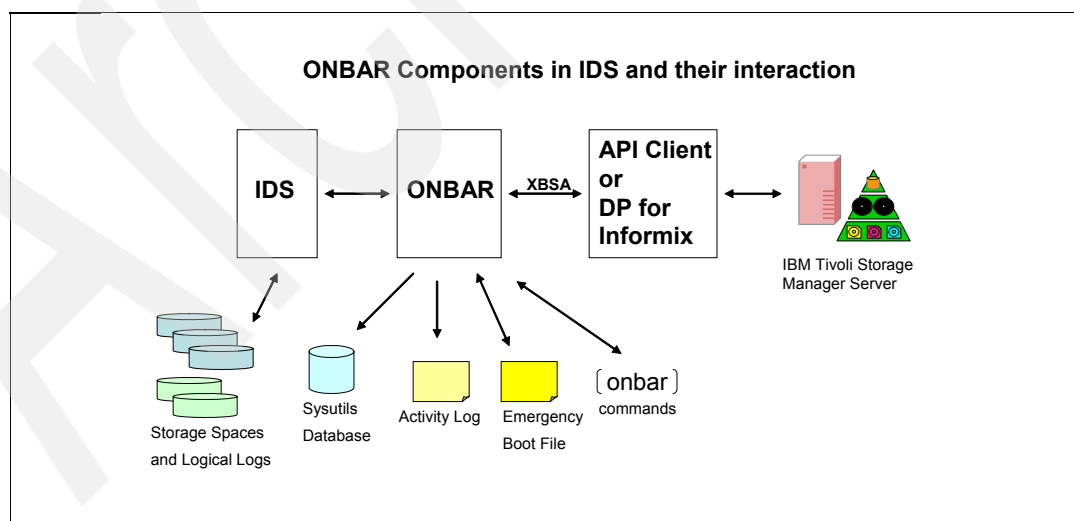 ONBAR Components in IDS and their interaction
IDS
ONBAR
XBSA
API Client
or
DP for
Informix
IBM Tivoli Storage
Manager Server
Storage Spaces
and Logical Logs
Sysutils
Database
Activity Log
Emergency
Boot File
[onbar]
commands